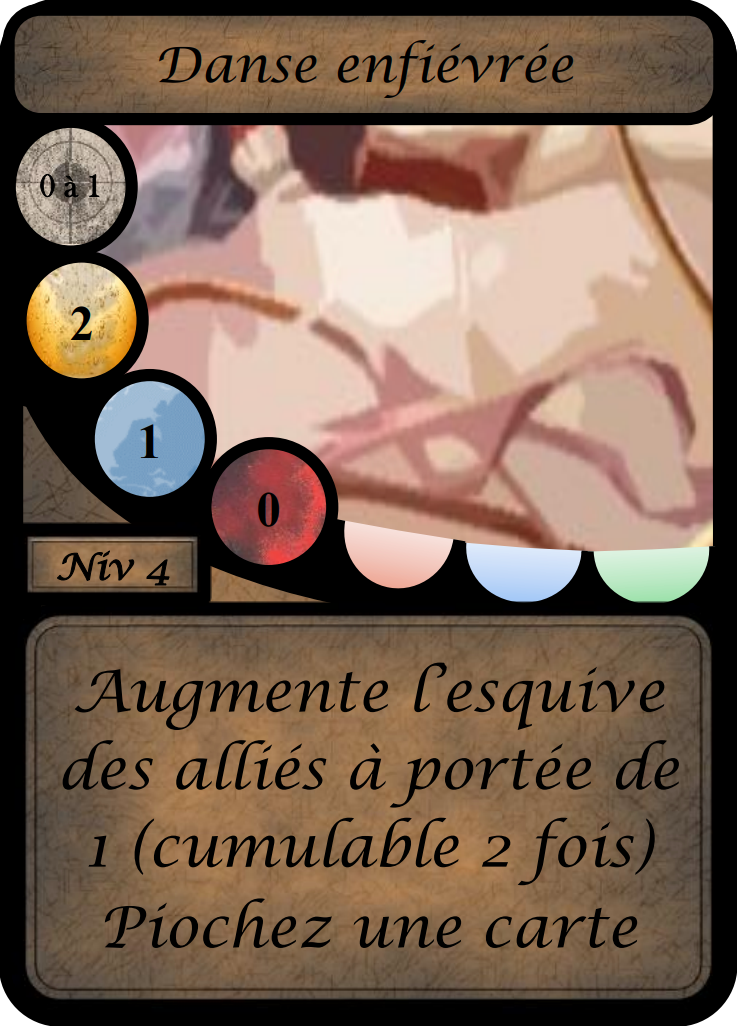 Danse enfiévrée
0 à 1
2
1
0
Niv 4
Augmente l'esquive
des alliés à portée de
1 (cumulable 2 fois)
Piochez une carte